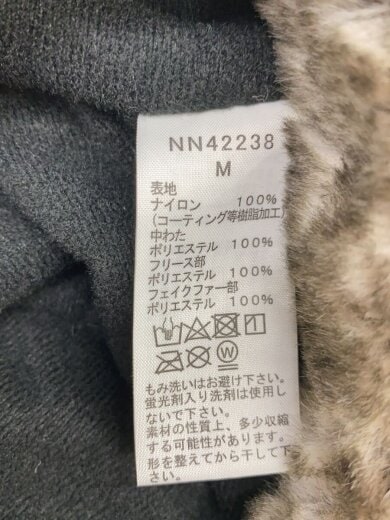 NN42238
M
表地
ナイロン 100%
(コーティング等樹脂加工)
中わた
ポリエステル 100%
フリース部
ポリエステル 100%
フェイクファー部
ポリエステル 100%
W
もみ洗いはお避け下さい。
蛍光剤入り洗剤は使用し
ないで下さい。
素材の性質上、多少収縮
する可能性があります。
形を整えてから干して下
さい。